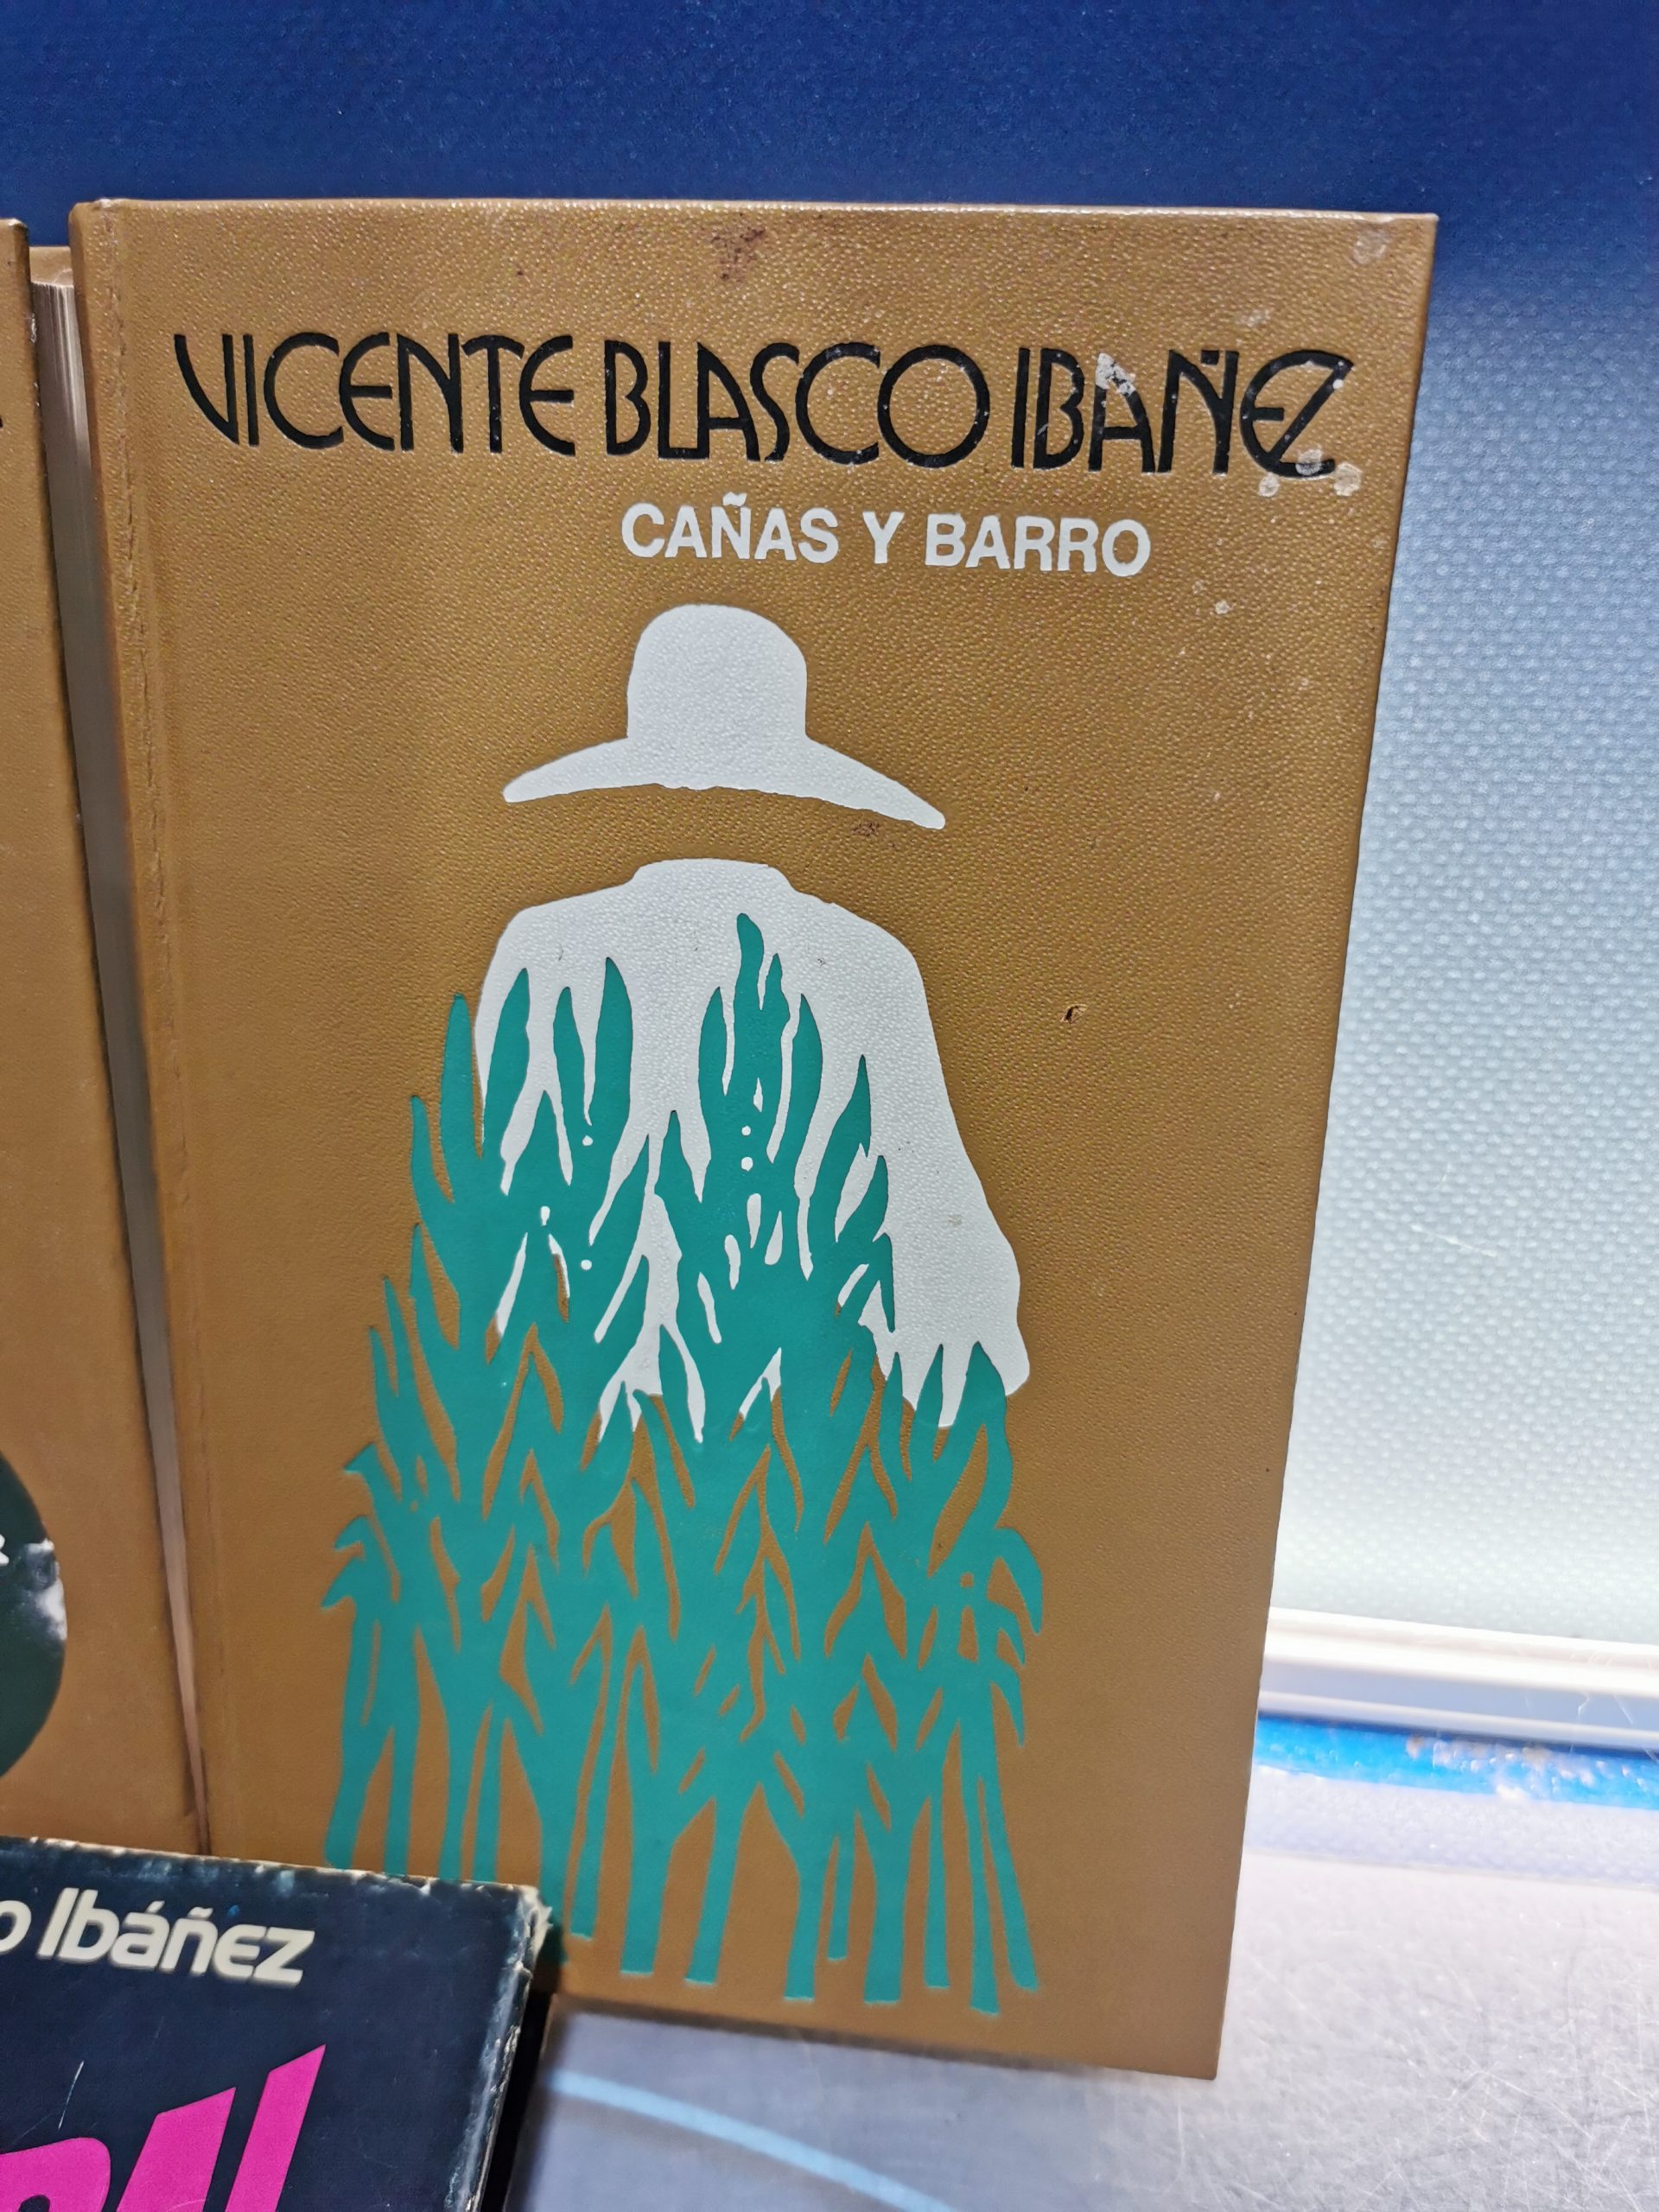 VICENTE BLASCO IBAÑEZ
CAÑAS Y BARRO
o Ibáñez